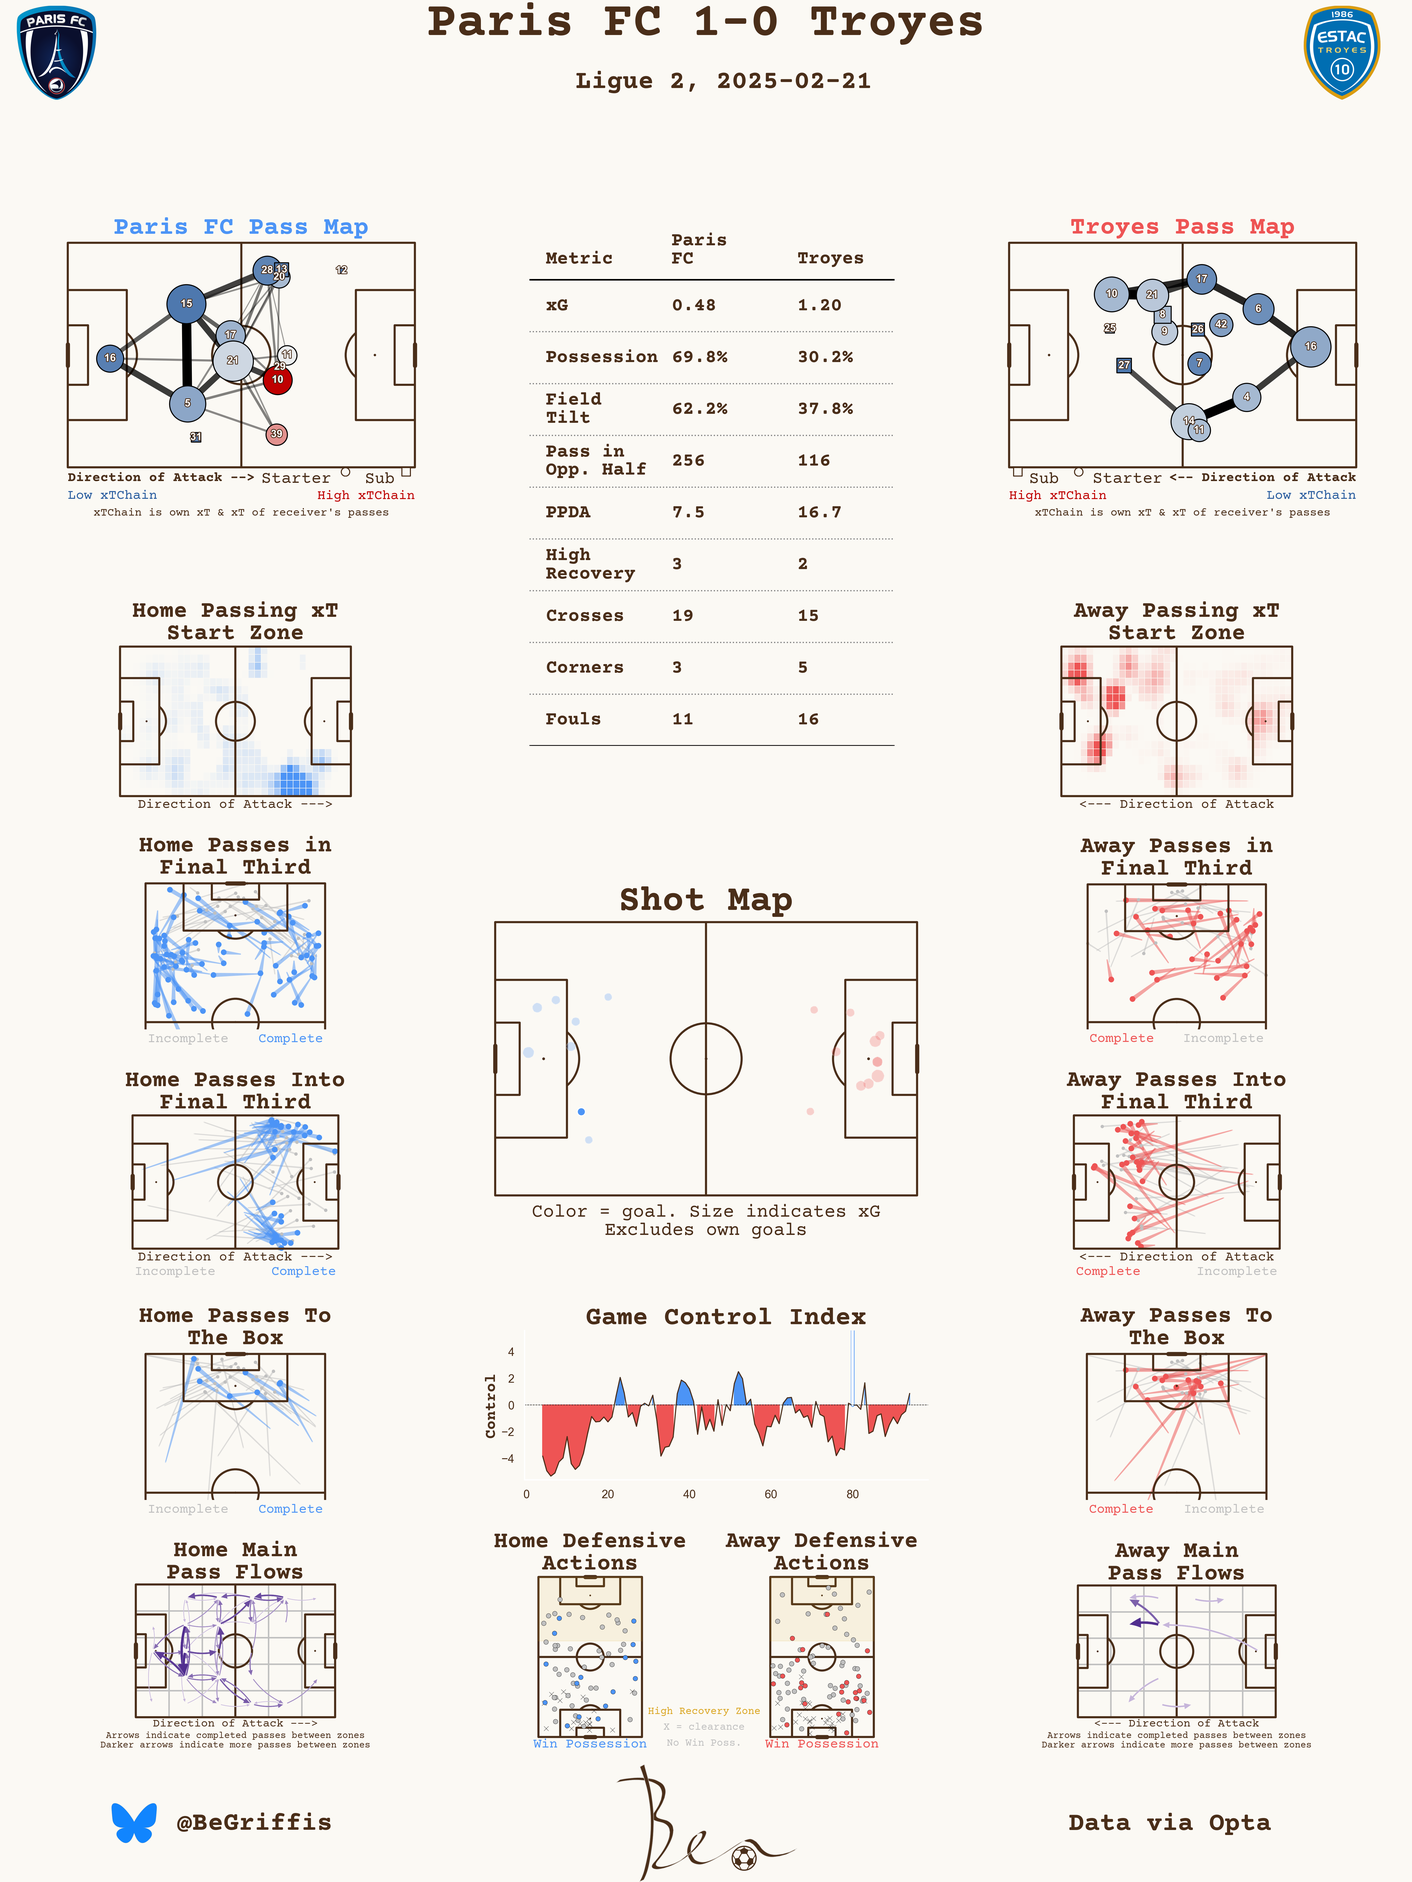 Paris FC 1-0 Troyes
Ligue 2, 2025-02-21
PARIS FC
1986
ESTAC
TROYES
10
Paris FC Pass Map
28
13
20
12
15
17
11
16
21
29
10
5
39
31
Direction of Attack --> Starter Sub
Low xTChain High xTChain
xTChain is own xT & xT of receiver's passes
Metric Paris FC Troyes
xG 0.48 1.20
Possession 69.8% 30.2%
Field Tilt 62.2% 37.8%
Pass in Opp. Half 256 116
PPDA 7.5 16.7
High Recovery 3 2
Crosses 19 15
Corners 3 5
Fouls 11 16
Troyes Pass Map
17
10
21
6
8
25
9
26
42
16
27
7
4
14
11
Sub Starter <-- Direction of Attack
High xTChain Low xTChain
xTChain is own xT & xT of receiver's passes
Home Passing xT
Start Zone
Direction of Attack --->
Away Passing xT
Start Zone
<--- Direction of Attack
Home Passes in
Final Third
Incomplete Complete
Away Passes in
Final Third
Complete Incomplete
Shot Map
Color = goal. Size indicates xG
Excludes own goals
Home Passes Into
Final Third
Direction of Attack --->
Incomplete Complete
Away Passes Into
Final Third
<--- Direction of Attack
Complete Incomplete
Home Passes To
The Box
Incomplete Complete
Game Control Index
Control
4
2
0
−2
−4
0 20 40 60 80
Away Passes To
The Box
Complete Incomplete
Home Main
Pass Flows
Direction of Attack --->
Arrows indicate completed passes between zones
Darker arrows indicate more passes between zones
Home Defensive
Actions
Win Possession
High Recovery Zone
X = clearance
No Win Poss.
Away Defensive
Actions
Win Possession
Away Main
Pass Flows
<--- Direction of Attack
Arrows indicate completed passes between zones
Darker arrows indicate more passes between zones
@BeGriffis
Ben
Data via Opta